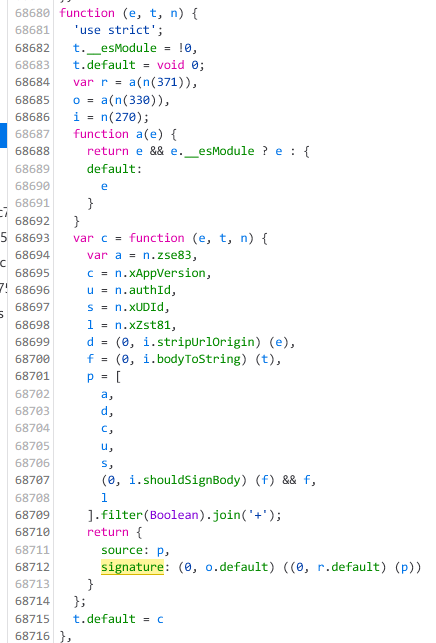 68680 function (e, t, n) {
68681 'use strict';
68682 t.__esModule = !0,
68683 t.default = void 0;
68684 var r = a(n(371)),
68685 o = a(n(330)),
68686 i = n(270);
68687 function a(e) {
68688 return e && e.__esModule ? e : {
68689 default:
68690 e
68691 }
68692 }
68693 var c = function (e, t, n) {
68694 var a = n.zse83,
68695 c = n.xAppVersion,
68696 u = n.authId,
68697 s = n.xUDId,
68698 l = n.xZst81,
68699 d = (0, i.stripUrlOrigin) (e),
68700 f = (0, i.bodyToString) (t),
68701 p = [
68702 a,
68703 d,
68704 c,
68705 u,
68706 s,
68707 (0, i.shouldSignBody) (f) && f,
68708 l
68709 ].filter(Boolean).join('+');
68710 return {
68711 source: p,
68712 signature: (0, o.default) ((0, r.default) (p))
68713 }
68714 };
68715 t.default = c
68716 },